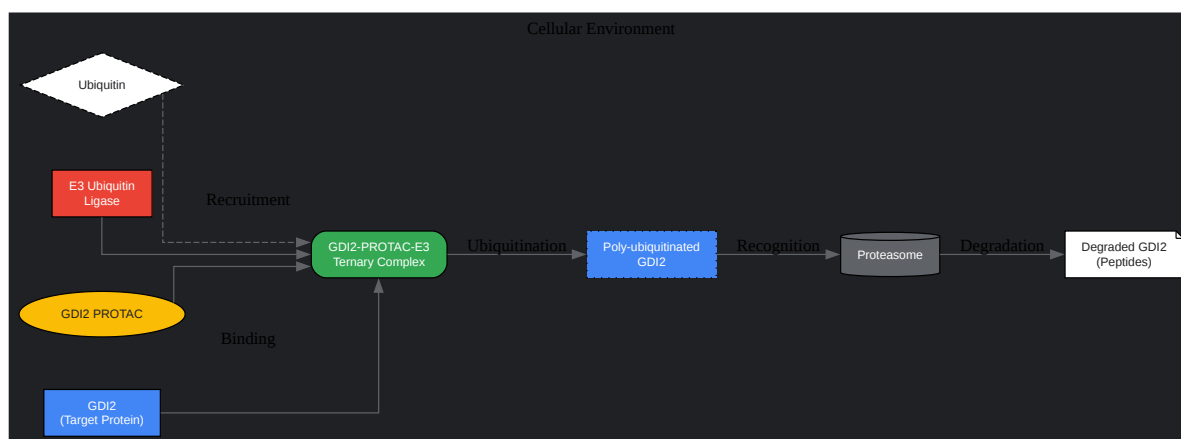 Cellular Environment
Ubiquitin
E3 Ubiquitin
Ligase
Recruitment
GDI2-PROTAC-E3
Ternary Complex
Ubiquitination
Poly-ubiquitinated
GDI2
Recognition
Proteasome
Degradation
Degraded GDI2
(Peptides)
GDI2 PROTAC
Binding
GDI2
(Target Protein)